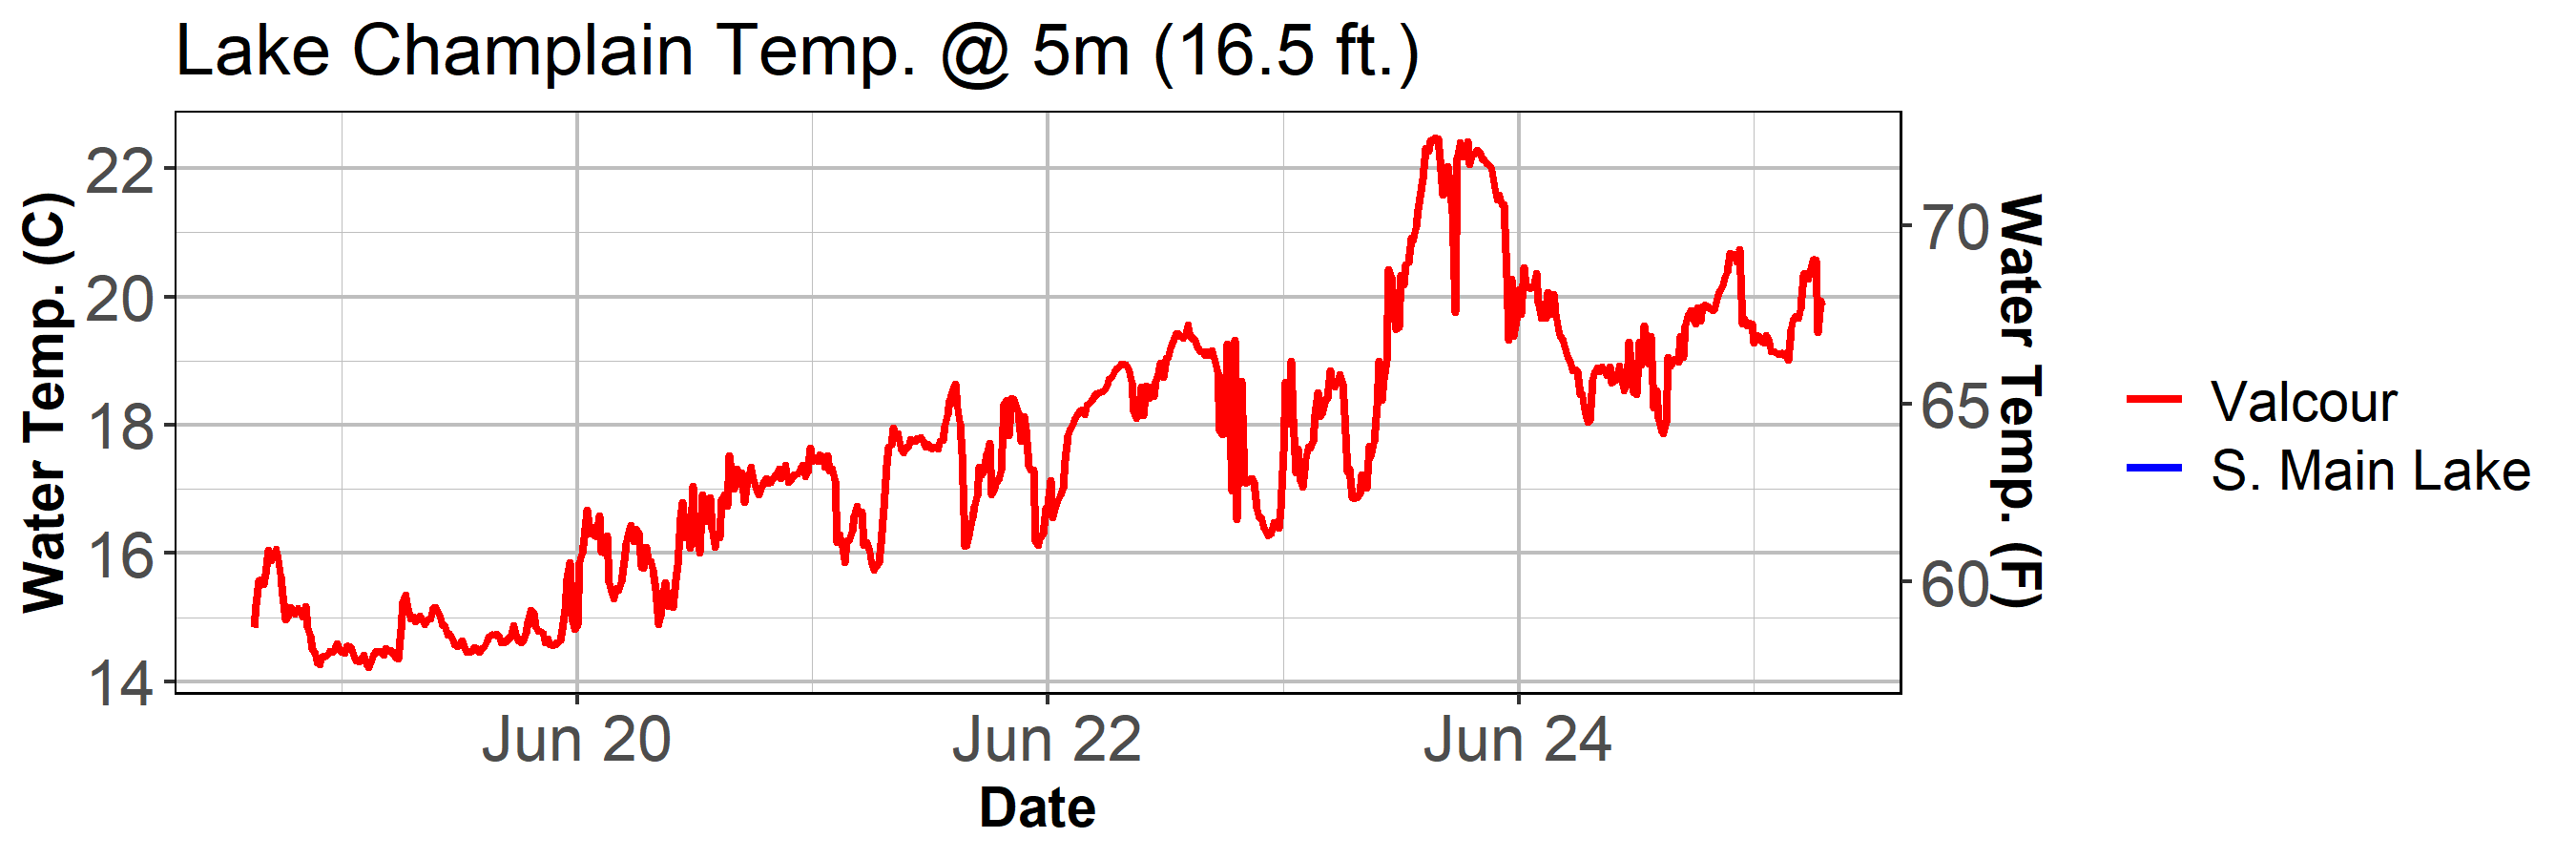 Lake Champlain Temp. @ 5m (16.5 ft.)
Water Temp. (C)
22
20
18
16
14
70
65
60
Water Temp. (F)
Jun 20
Jun 22
Jun 24
Date
Valcour
S. Main Lake